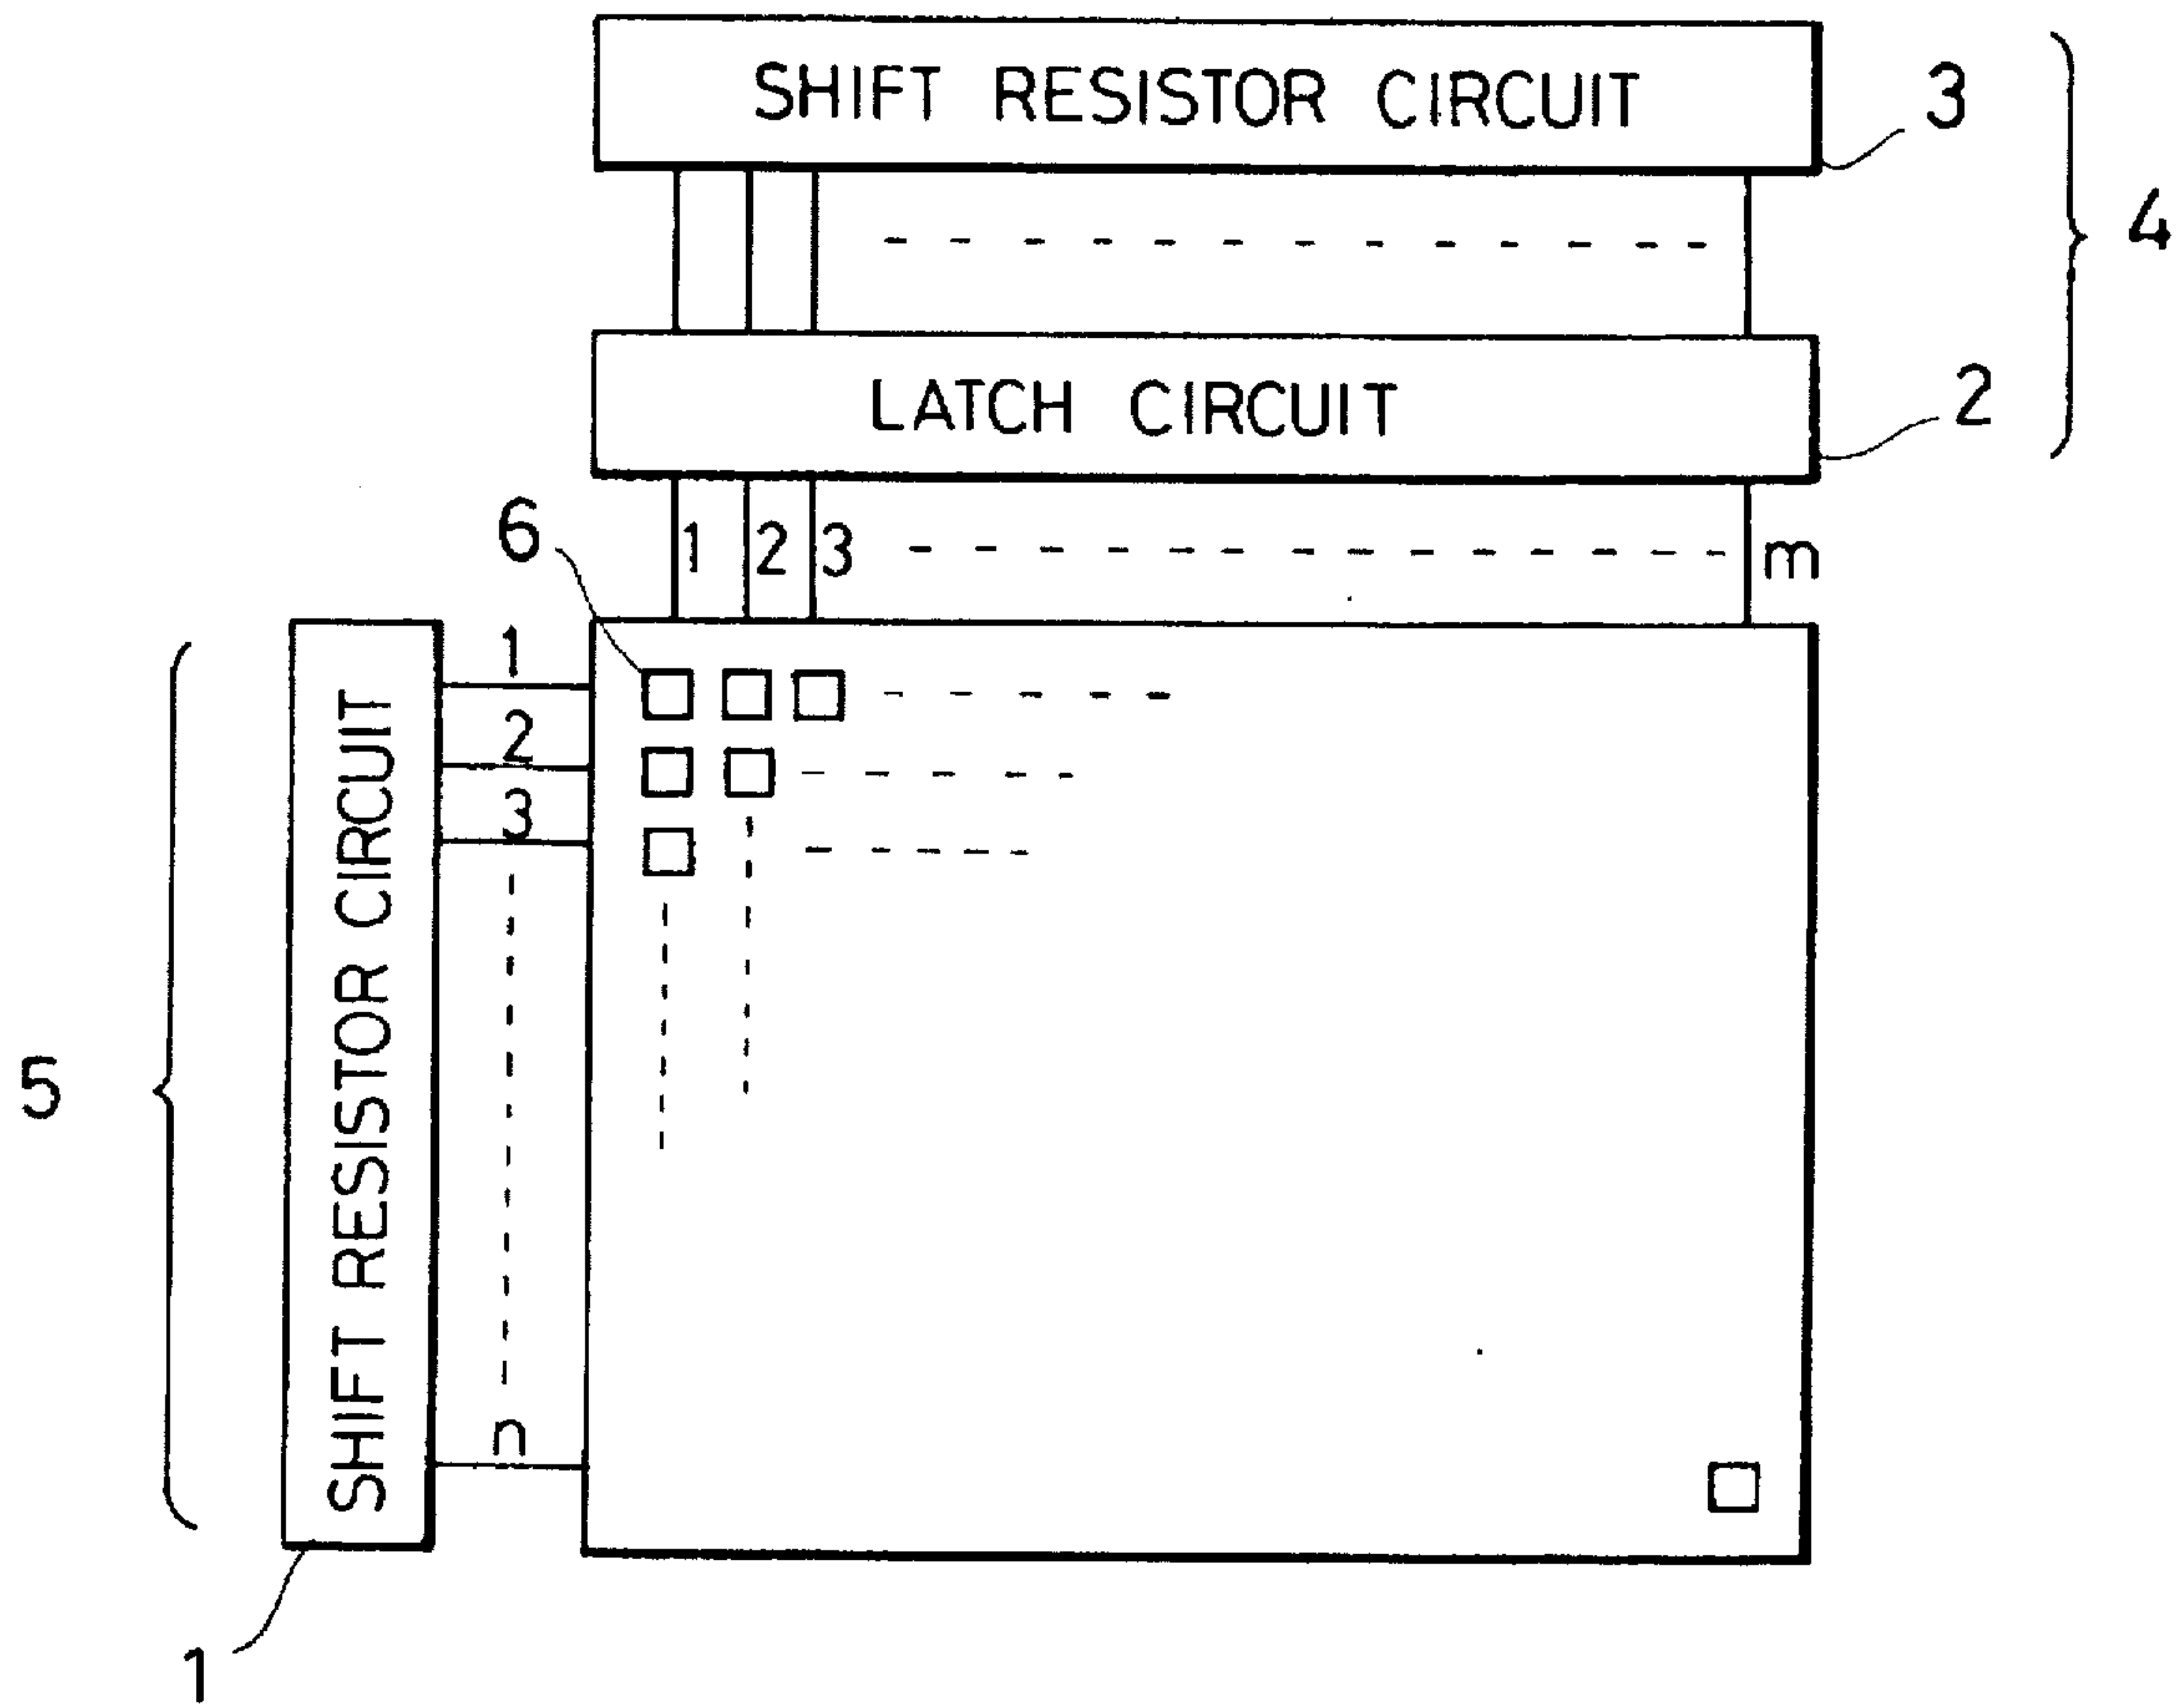 SHIFT RESISTOR CIRCUIT
3
4
LATCH CIRCUIT
2
6
1 2 3 m
1
2
3
n
SHIFT RESISTOR CIRCUIT
5
1